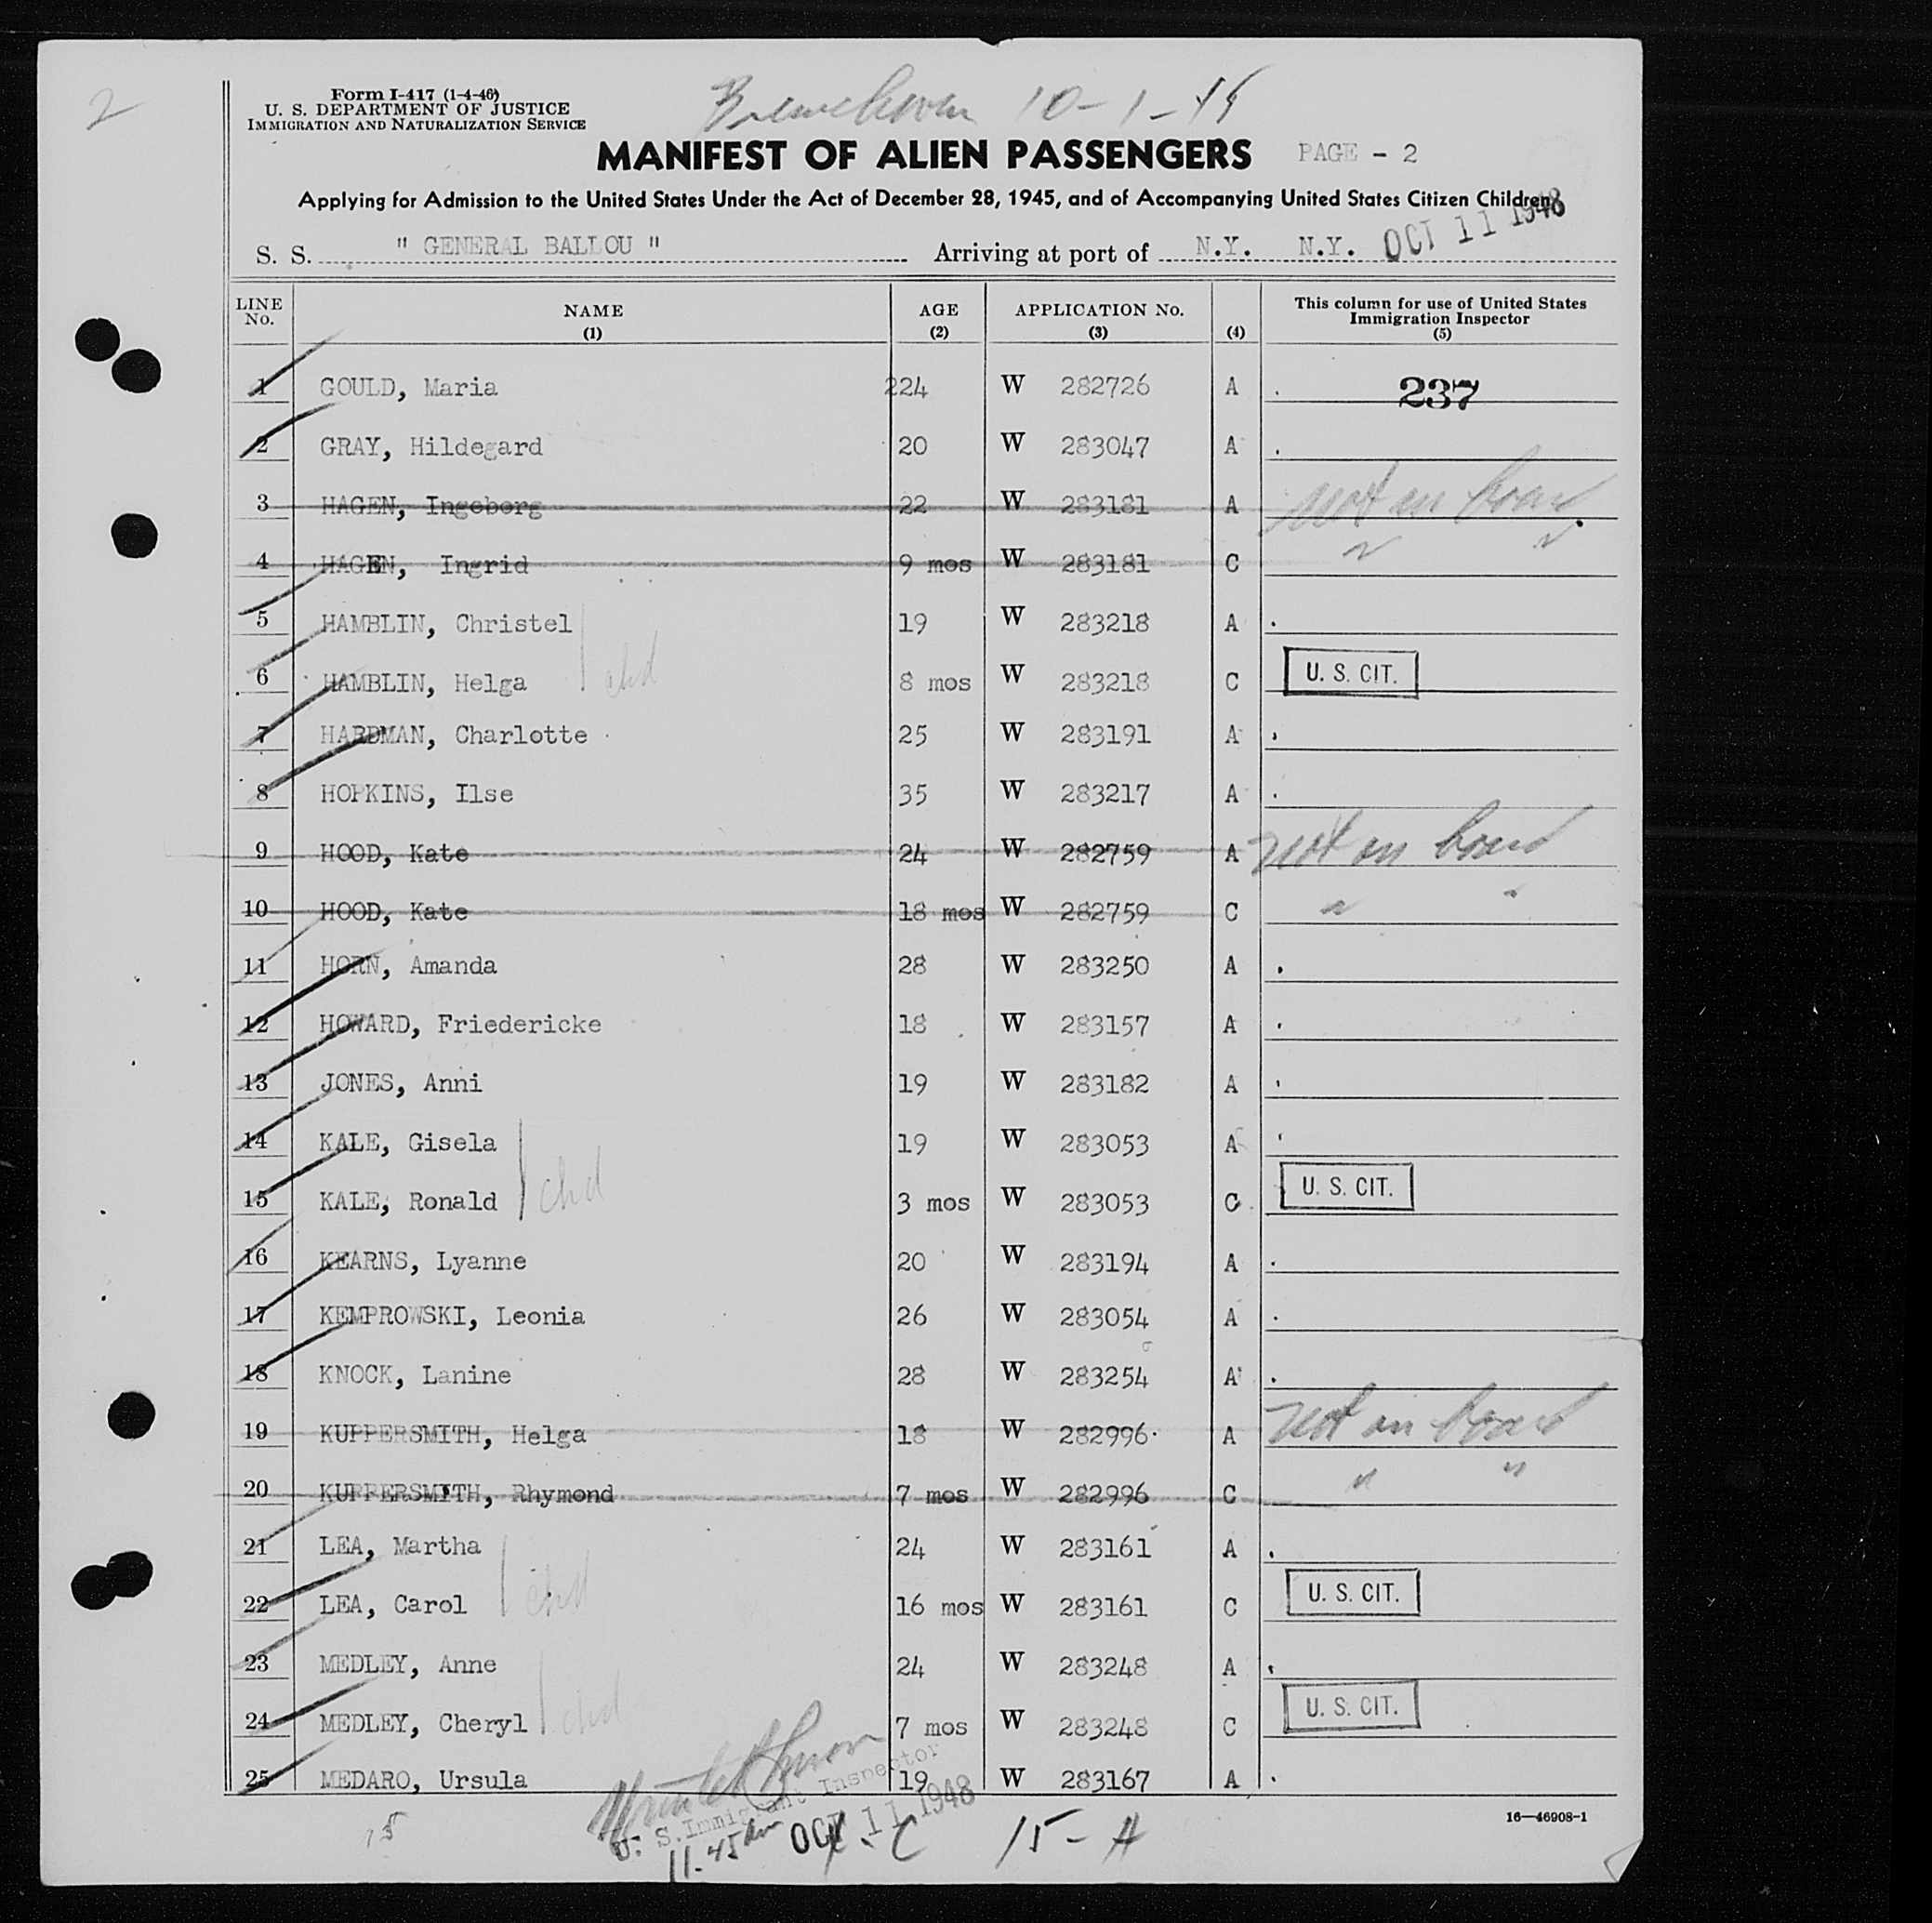 2
Form I-417 (1-4-46)
U. S. DEPARTMENT OF JUSTICE
IMMIGRATION AND NATURALIZATION SERVICE
10-1-48
MANIFEST OF ALIEN PASSENGERS PAGE - 2
Applying for Admission to the United States Under the Act of December 28, 1945, and of Accompanying United States Citizen Children
S. S. " GENERAL BALLOU " Arriving at port of N.Y. N.Y. OCT 11 1948
LINE No. NAME (1) AGE (2) APPLICATION No. (3) (4) This column for use of United States Immigration Inspector (5)
1 GOULD, Maria 224 W 282726 A 237
2 GRAY, Hildegard 20 W 283047 A
3 HAGEN, Ingeborg 22 W 283181 A not on board
4 HAGEN, Ingrid 9 mos W 283181 C " "
5 HAMBLIN, Christel 19 W 283218 A
6 HAMBLIN, Helga chd 8 mos W 283218 C U. S. CIT.
7 HARDMAN, Charlotte 25 W 283191 A
8 HOPKINS, Ilse 35 W 283217 A
9 HOOD, Kate 24 W 282759 A not on board
10 HOOD, Kate 18 mos W 282759 C " "
11 HORN, Amanda 28 W 283250 A
12 HOWARD, Friedericke 18 W 283157 A
13 JONES, Anni 19 W 283182 A
14 KALE, Gisela 19 W 283053 A
15 KALE, Ronald chd 3 mos W 283053 C U. S. CIT.
16 KEARNS, Lyanne 20 W 283194 A
17 KEMPROWSKI, Leonia 26 W 283054 A
18 KNOCK, Lanine 28 W 283254 A
19 KUPPERSMITH, Helga 18 W 282996 A not on board
20 KUPPERSMITH, Rhymond 7 mos W 282996 C " "
21 LEA, Martha 24 W 283161 A
22 LEA, Carol chd 16 mos W 283161 C U. S. CIT.
23 MEDLEY, Anne 24 W 283248 A
24 MEDLEY, Cheryl chd 7 mos W 283248 C U. S. CIT.
25 MEDARO, Ursula 19 W 283167 A
U. S. Immigrant Inspector
16—46908-1
OCT 11 1948
11.45 am C 15 - A